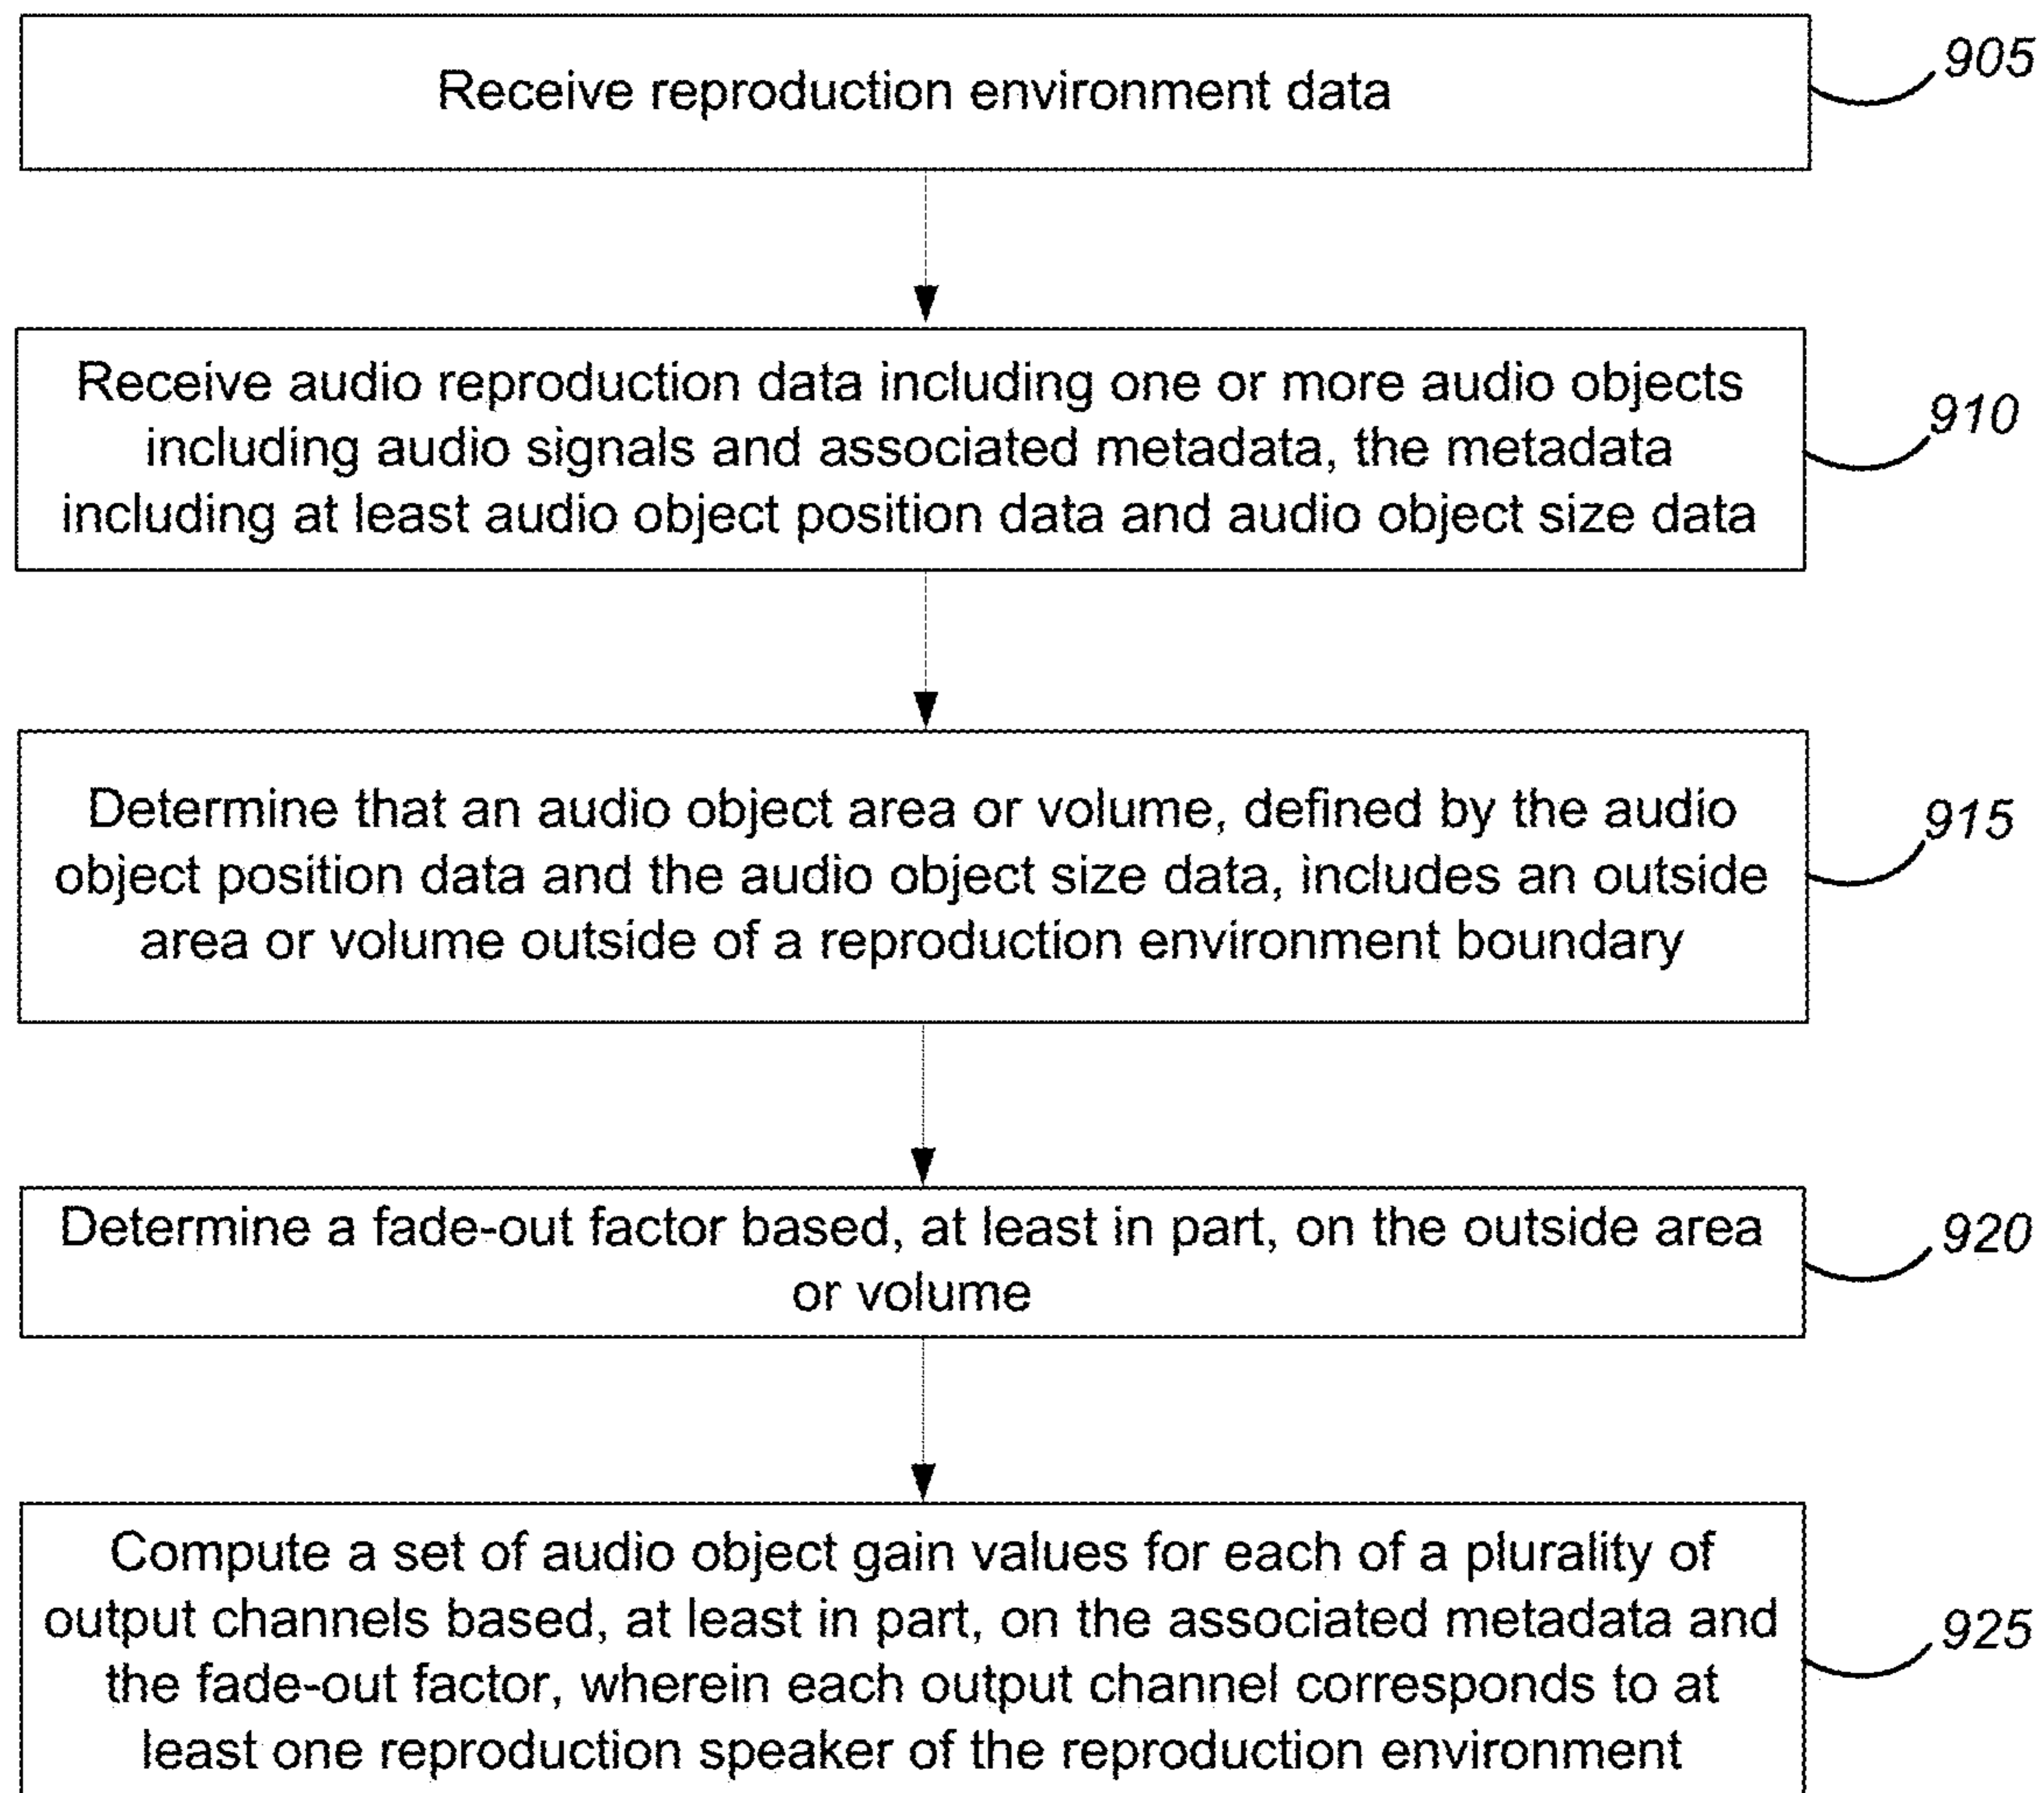 Receive reproduction environment data
905
Receive audio reproduction data including one or more audio objects
including audio signals and associated metadata, the metadata
including at least audio object position data and audio object size data
910
Determine that an audio object area or volume, defined by the audio
object position data and the audio object size data, includes an outside
area or volume outside of a reproduction environment boundary
915
Determine a fade-out factor based, at least in part, on the outside area
or volume
920
Compute a set of audio object gain values for each of a plurality of
output channels based, at least in part, on the associated metadata and
the fade-out factor, wherein each output channel corresponds to at
least one reproduction speaker of the reproduction environment
925